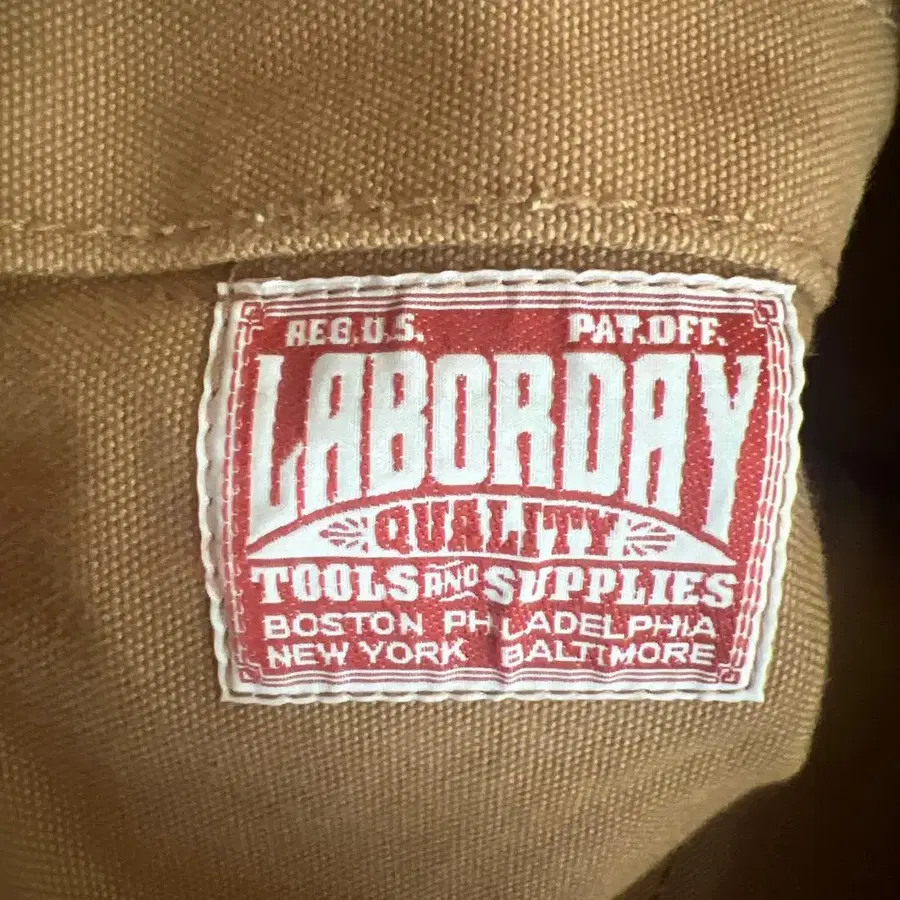 REG.U.S. PAT.OFF.
LABORDAY
QUALITY
TOOLS AND SUPPLIES
BOSTON PHILADELPHIA
NEW YORK BALTIMORE